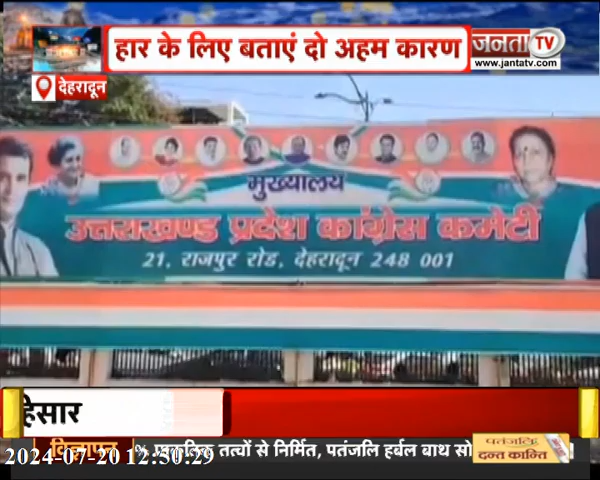 हार के लिए बताएं दो अहम कारण
जनता TV
www.jantatv.com
देहरादून
मुख्यालय
उत्तराखण्ड प्रदेश कांग्रेस कमेटी
21, राजपुर रोड, देहरादून 248 001
हिसार
विज्ञापन
% प्राकृतिक तत्वों से निर्मित, पतंजलि हर्बल बाथ सो
पतंजलि
दन्त कान्ति
2024-07-20 12:50:29